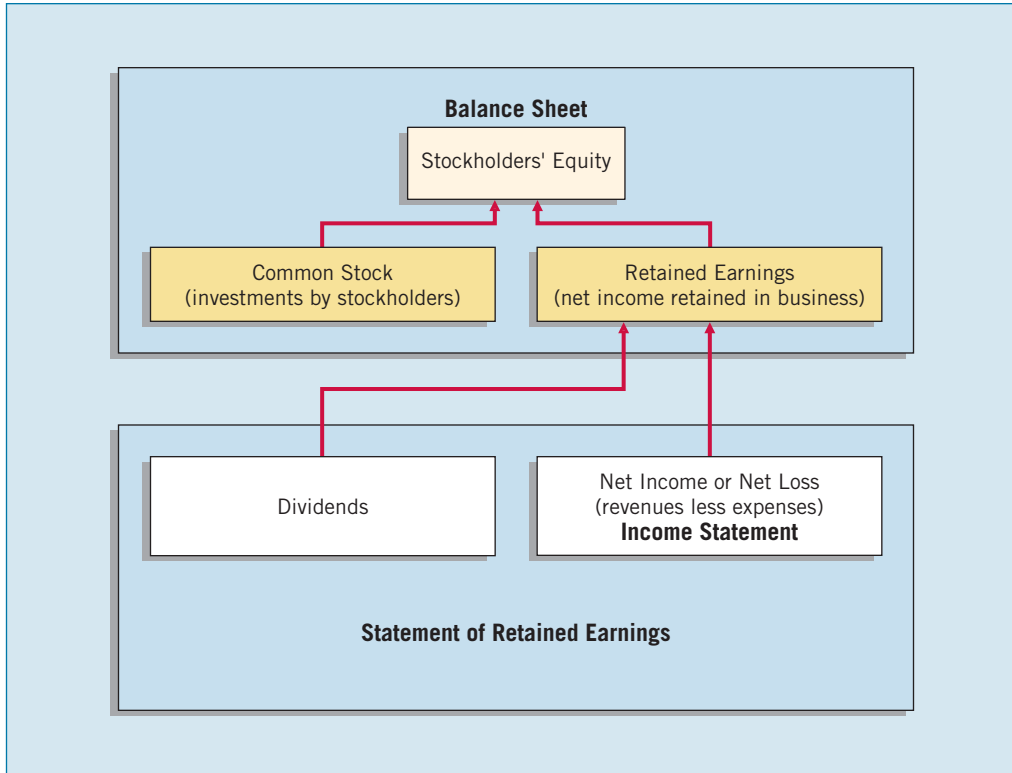 Balance Sheet
Stockholders' Equity
Common Stock
(investments by stockholders)
Retained Earnings
(net income retained in business)
Dividends
Net Income or Net Loss
(revenues less expenses)
Income Statement
Statement of Retained Earnings